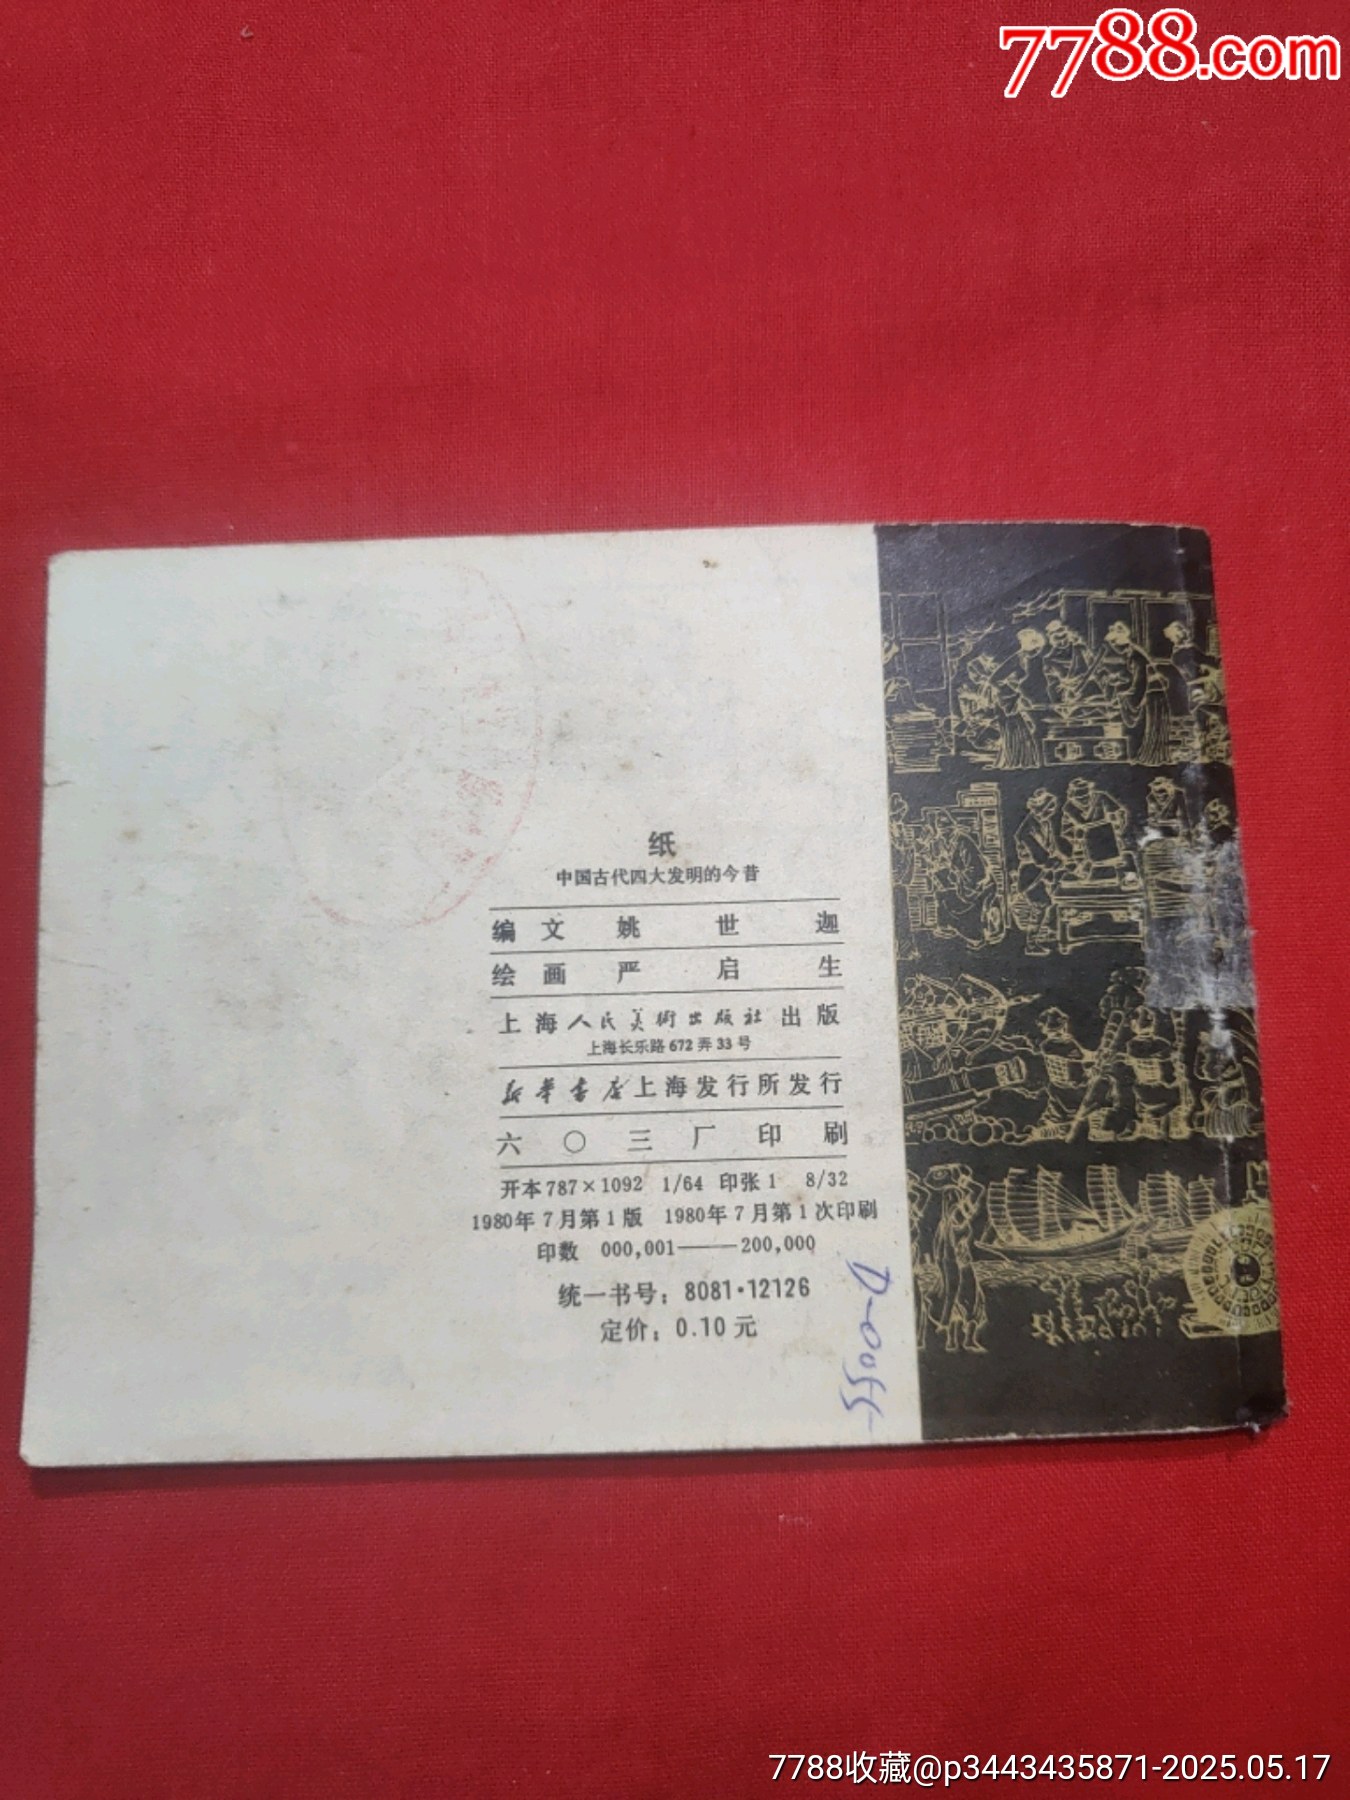 7788.com
纸
中国古代四大发明的今昔
编文 姚世迦
绘画 严启生
上海人民美術出版社出版
上海长乐路672弄33号
新华书店上海发行所发行
六〇三厂印刷
开本787×1092 1/64 印张1 8/32
1980年7月第1版 1980年7月第1次印刷
印数 000,001——200,000
统一书号：8081·12126
定价：0.10元
D-0055
7788收藏@p3443435871-2025.05.17